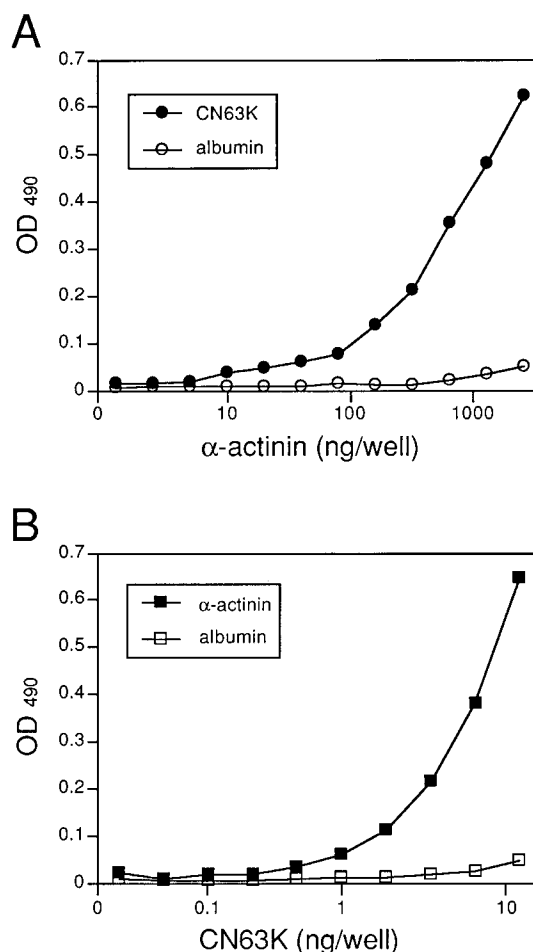 A
0.7
0.6
0.5
0.4
0.3
0.2
0.1
0
OD 490
CN63K
albumin
0 10 100 1000
α-actinin (ng/well)
B
0.7
0.6
0.5
0.4
0.3
0.2
0.1
0
OD 490
α-actinin
albumin
0 0.1 1 10
CN63K (ng/well)